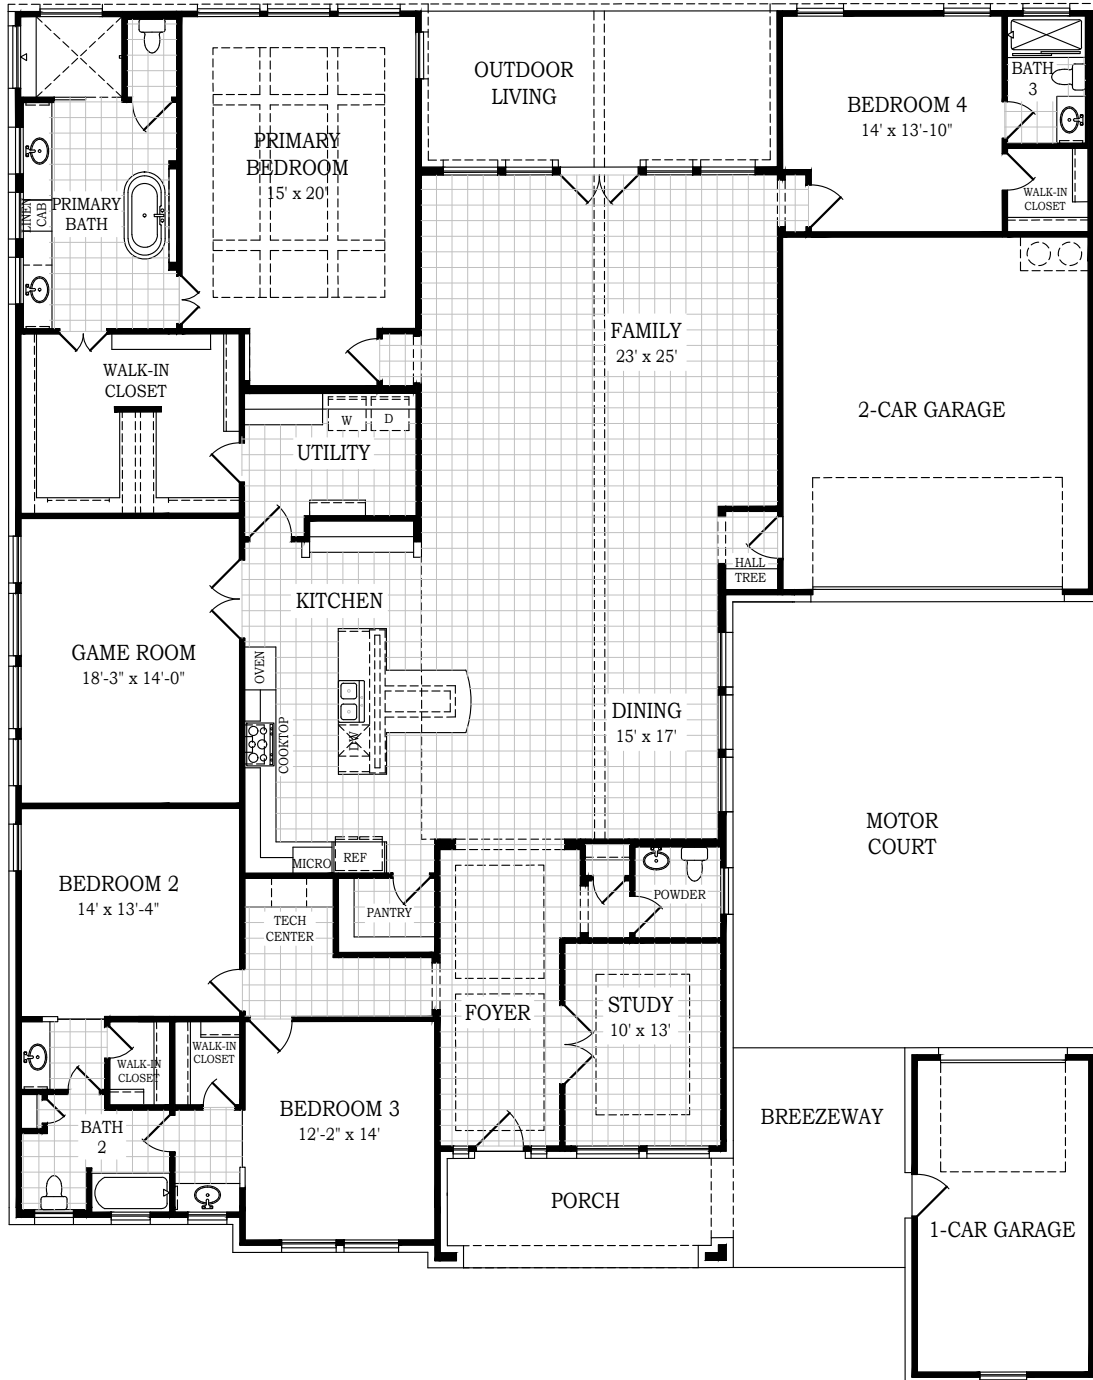 OUTDOOR
LIVING
BATH
3
BEDROOM 4
14' x 13'-10"
PRIMARY
BEDROOM
15' x 20'
WALK-IN
CLOSET
PRIMARY
BATH
LINEN
CAB
FAMILY
23' x 25'
WALK-IN
CLOSET
2-CAR GARAGE
W
D
UTILITY
HALL
TREE
KITCHEN
GAME ROOM
18'-3" x 14'-0"
OVEN
DINING
15' x 17'
COOKTOP
DW
MOTOR
COURT
MICRO
REF
BEDROOM 2
14' x 13'-4"
POWDER
PANTRY
TECH
CENTER
FOYER
STUDY
10' x 13'
WALK-IN
CLOSET
WALK-IN
CLOSET
BEDROOM 3
12'-2" x 14'
BREEZEWAY
BATH
2
PORCH
1-CAR GARAGE